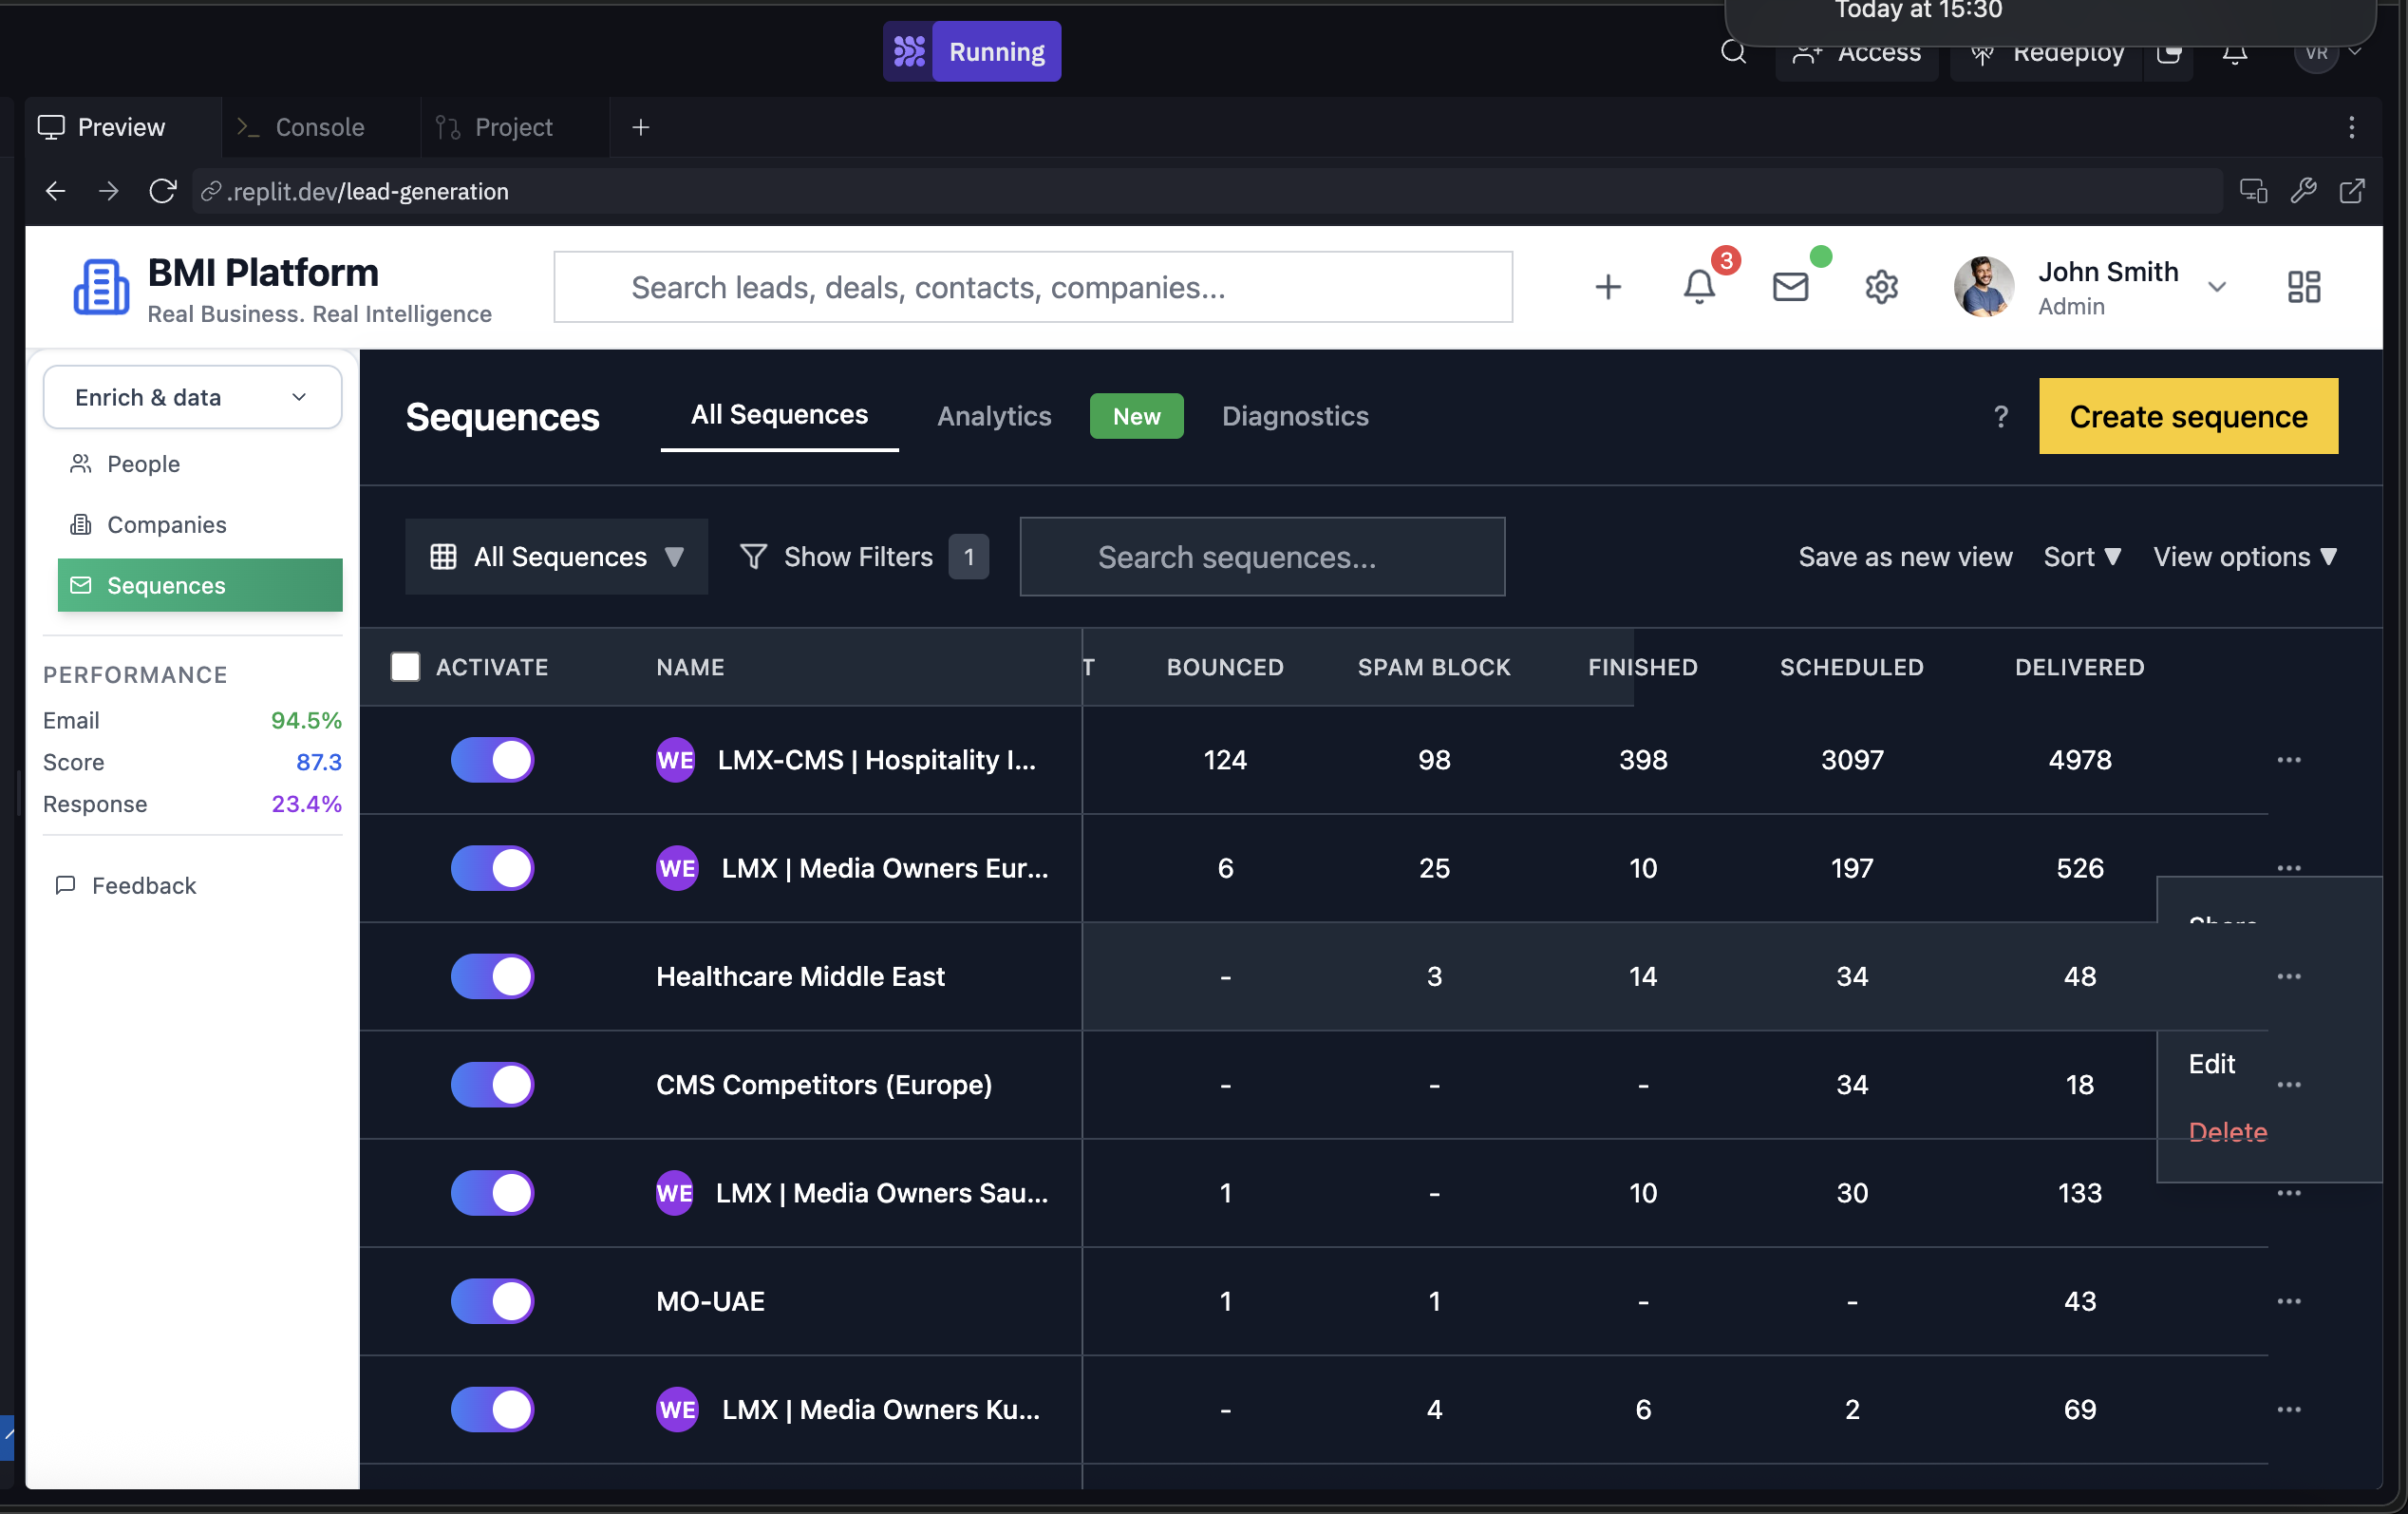 Today at 15:30
Running
Access
Redeploy
VR
Preview
Console
Project
.replit.dev/lead-generation
BMI Platform
Real Business. Real Intelligence
Search leads, deals, contacts, companies...
3
John Smith
Admin
Enrich & data
People
Companies
Sequences
PERFORMANCE
Email 94.5%
Score 87.3
Response 23.4%
Feedback
Sequences All Sequences Analytics New Diagnostics ? Create sequence
All Sequences ▼ Show Filters 1 Search sequences... Save as new view Sort ▼ View options ▼
ACTIVATE NAME T BOUNCED SPAM BLOCK FINISHED SCHEDULED DELIVERED
WE LMX-CMS | Hospitality I... 124 98 398 3097 4978 ...
WE LMX | Media Owners Eur... 6 25 10 197 526 ...
Healthcare Middle East - 3 14 34 48 ...
CMS Competitors (Europe) - - - 34 18 ...
Edit
Delete
WE LMX | Media Owners Sau... 1 - 10 30 133 ...
MO-UAE 1 1 - - 43 ...
WE LMX | Media Owners Ku... - 4 6 2 69 ...